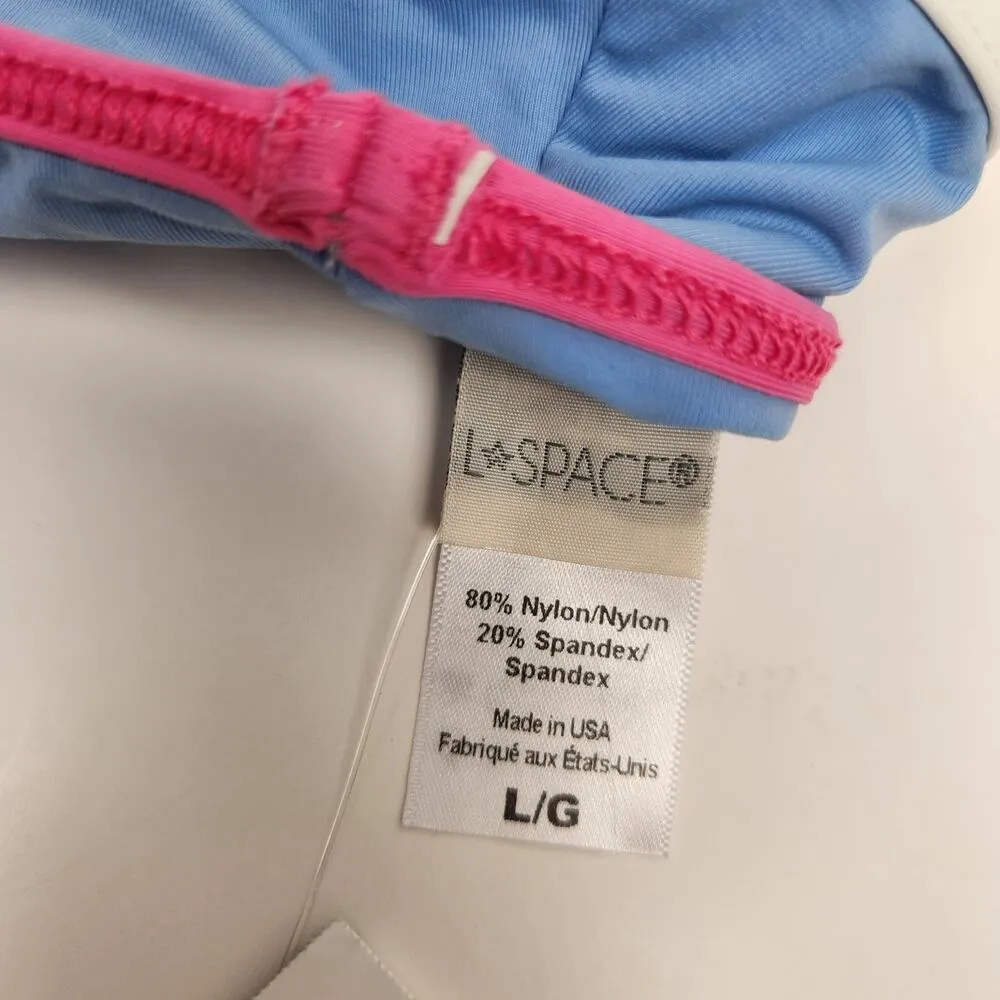 L☆SPACE®
80% Nylon/Nylon
20% Spandex/
Spandex
Made in USA
Fabriqué aux États-Unis
L/G